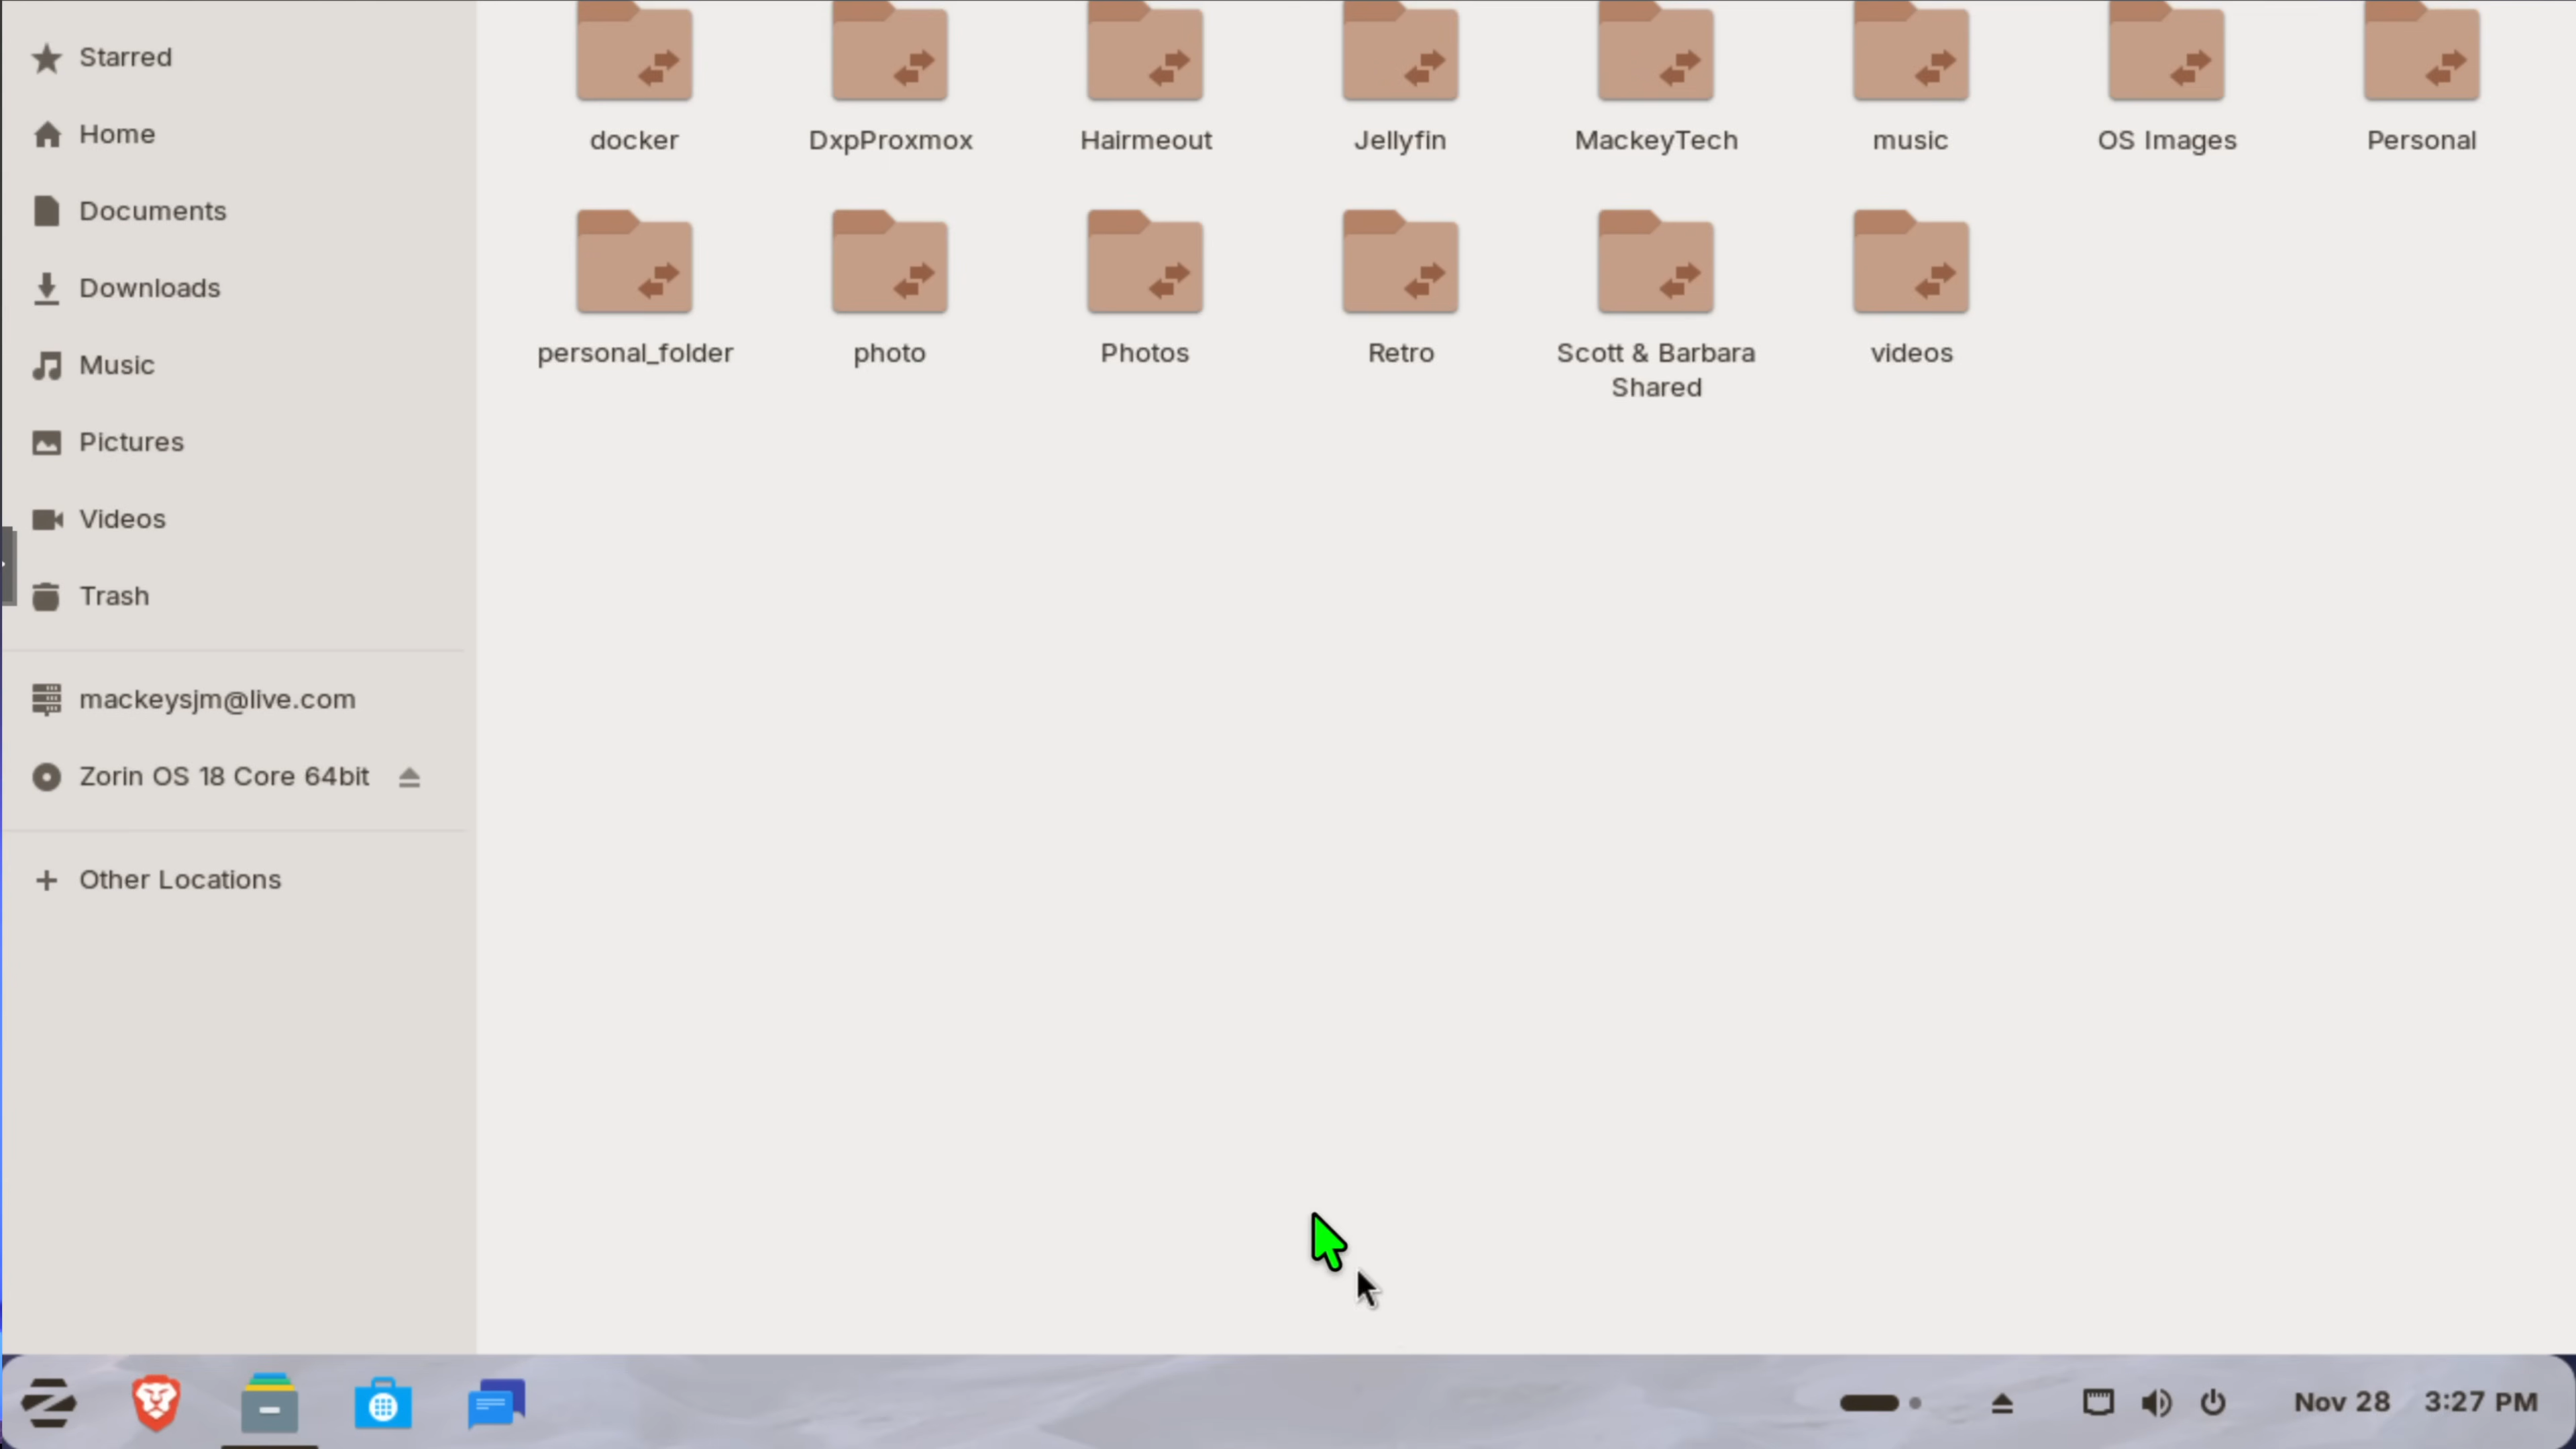 Starred
Home
Documents
Downloads
Music
Pictures
Videos
Trash
mackeysjm@live.com
Zorin OS 18 Core 64bit
Other Locations
docker
DxpProxmox
Hairmeout
Jellyfin
MackeyTech
music
OS Images
Personal
personal_folder
photo
Photos
Retro
Scott & Barbara
Shared
videos
Nov 28 3:27 PM